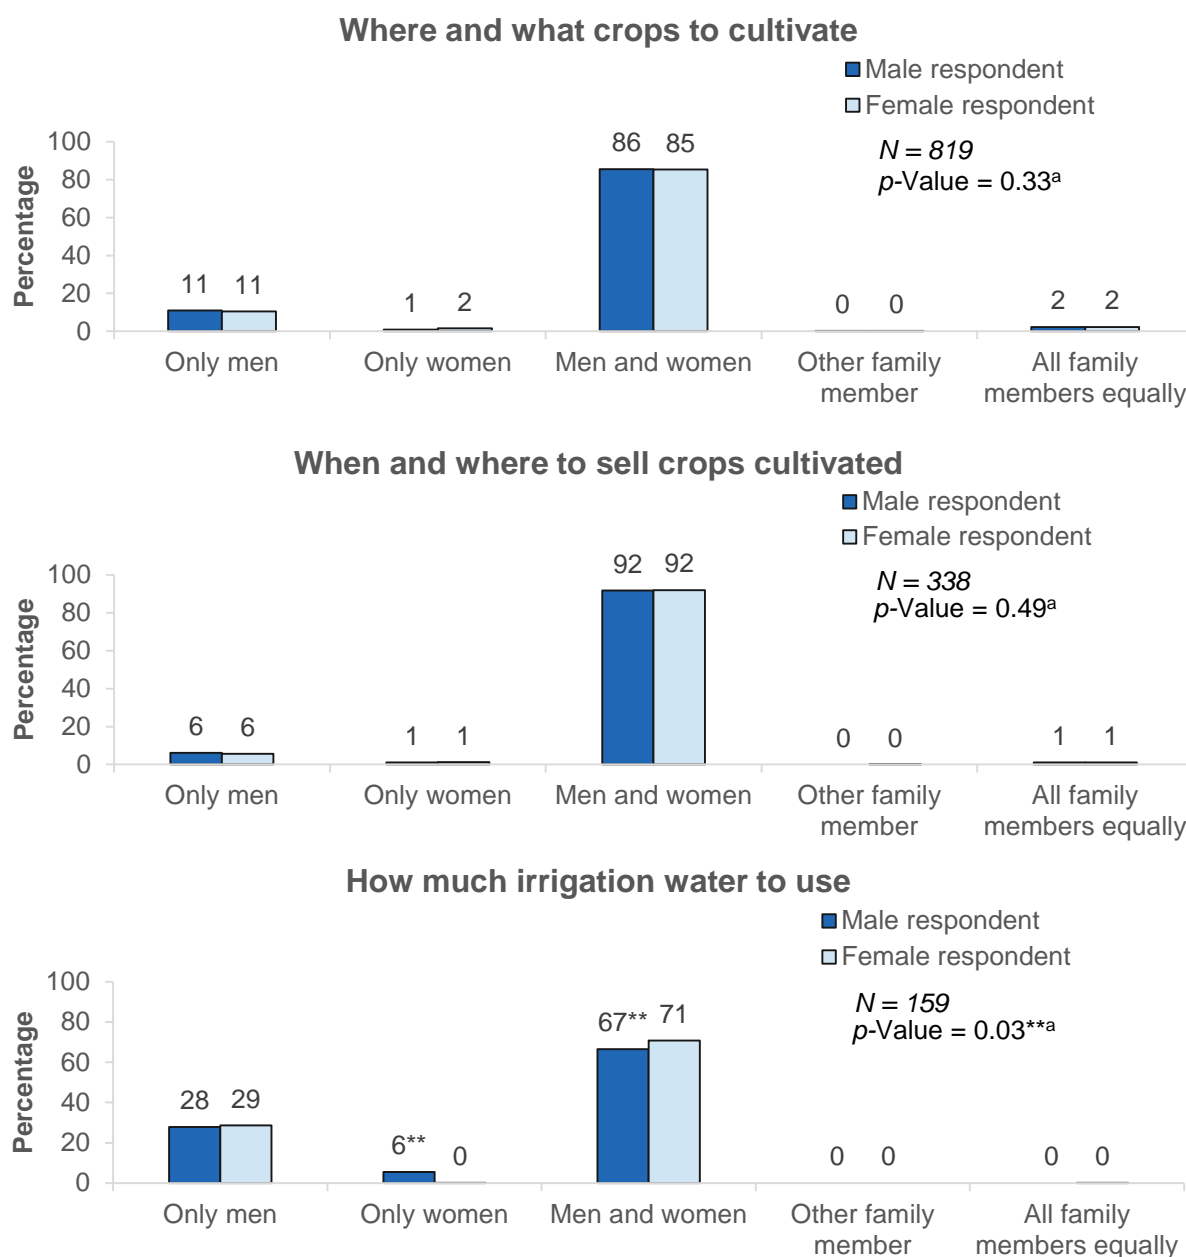 Where and what crops to cultivate
Male respondent
Female respondent
N = 819
p-Value = 0.33ᵃ
Percentage
100
80
60
40
20
0
11 11
1 2
86 85
0 0
2 2
Only men
Only women
Men and women
Other family
member
All family
members equally
When and where to sell crops cultivated
Male respondent
Female respondent
N = 338
p-Value = 0.49ᵃ
Percentage
100
80
60
40
20
0
6 6
1 1
92 92
0 0
1 1
Only men
Only women
Men and women
Other family
member
All family
members equally
How much irrigation water to use
Male respondent
Female respondent
N = 159
p-Value = 0.03**ᵃ
Percentage
100
80
60
40
20
0
28 29
6** 0
67** 71
0 0
0 0
Only men
Only women
Men and women
Other family
member
All family
members equally